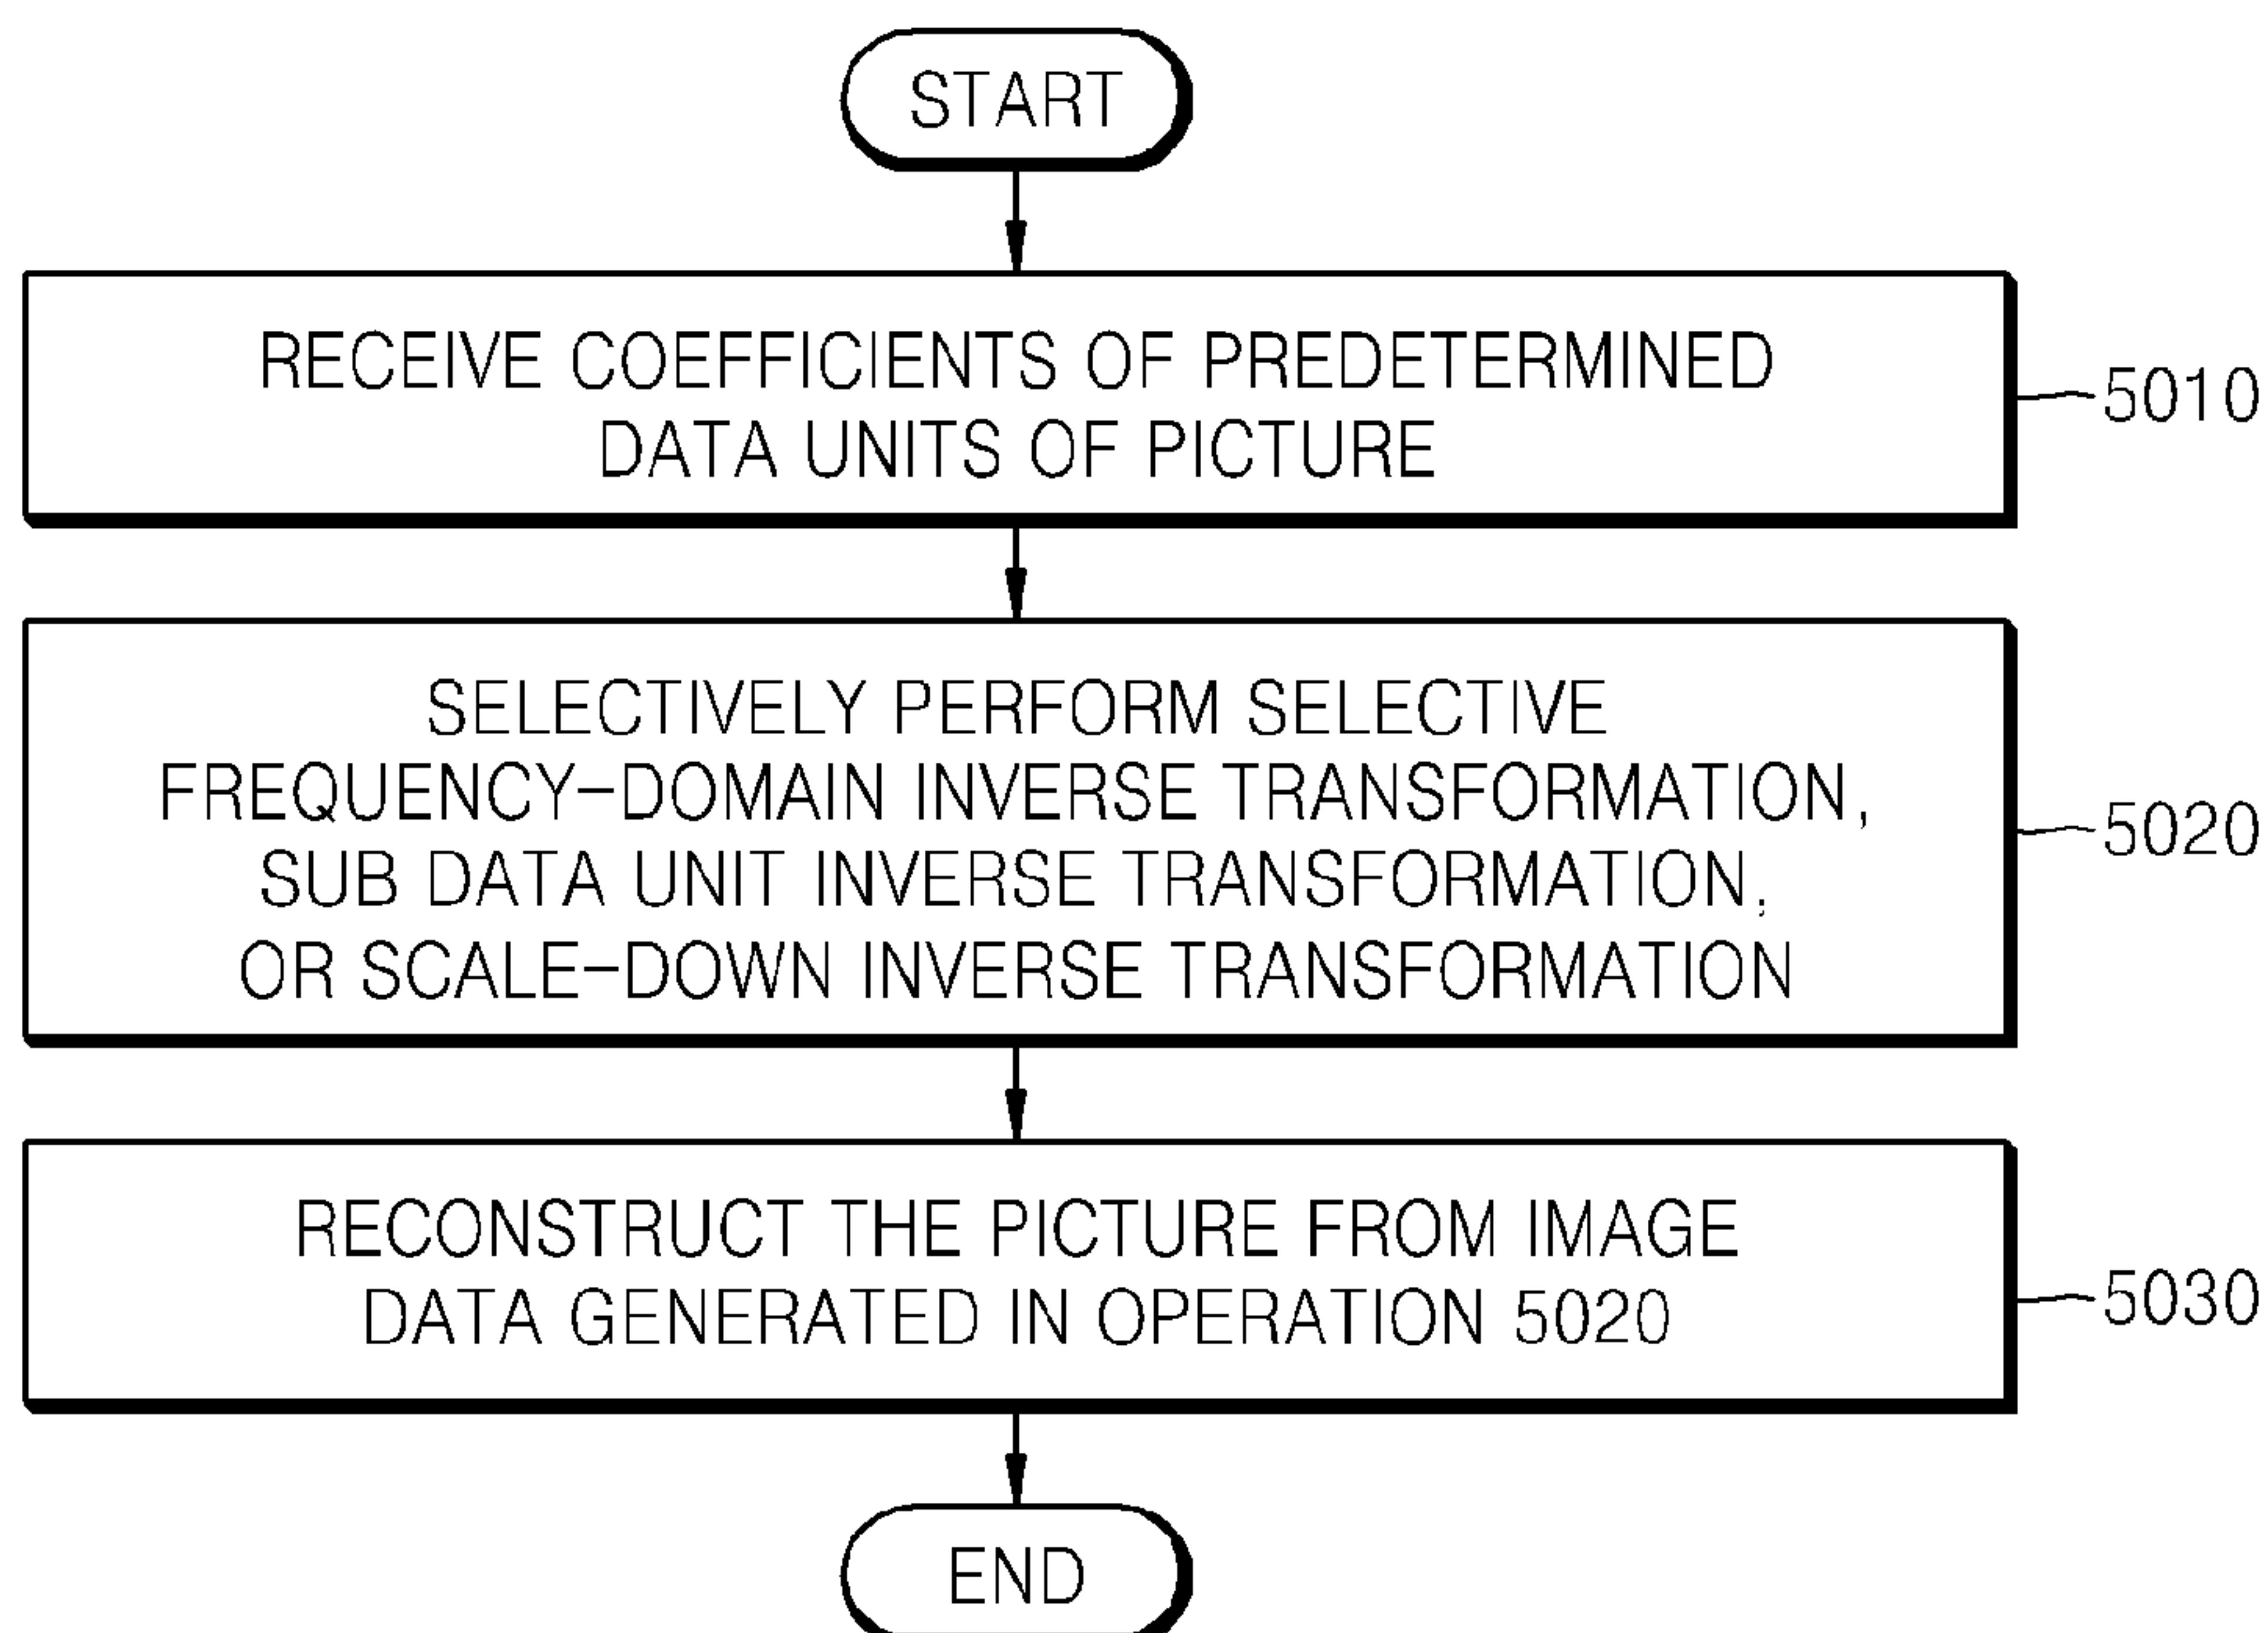 START
RECEIVE COEFFICIENTS OF PREDETERMINED
DATA UNITS OF PICTURE
5010
SELECTIVELY PERFORM SELECTIVE
FREQUENCY-DOMAIN INVERSE TRANSFORMATION,
SUB DATA UNIT INVERSE TRANSFORMATION,
OR SCALE-DOWN INVERSE TRANSFORMATION
5020
RECONSTRUCT THE PICTURE FROM IMAGE
DATA GENERATED IN OPERATION 5020
5030
END